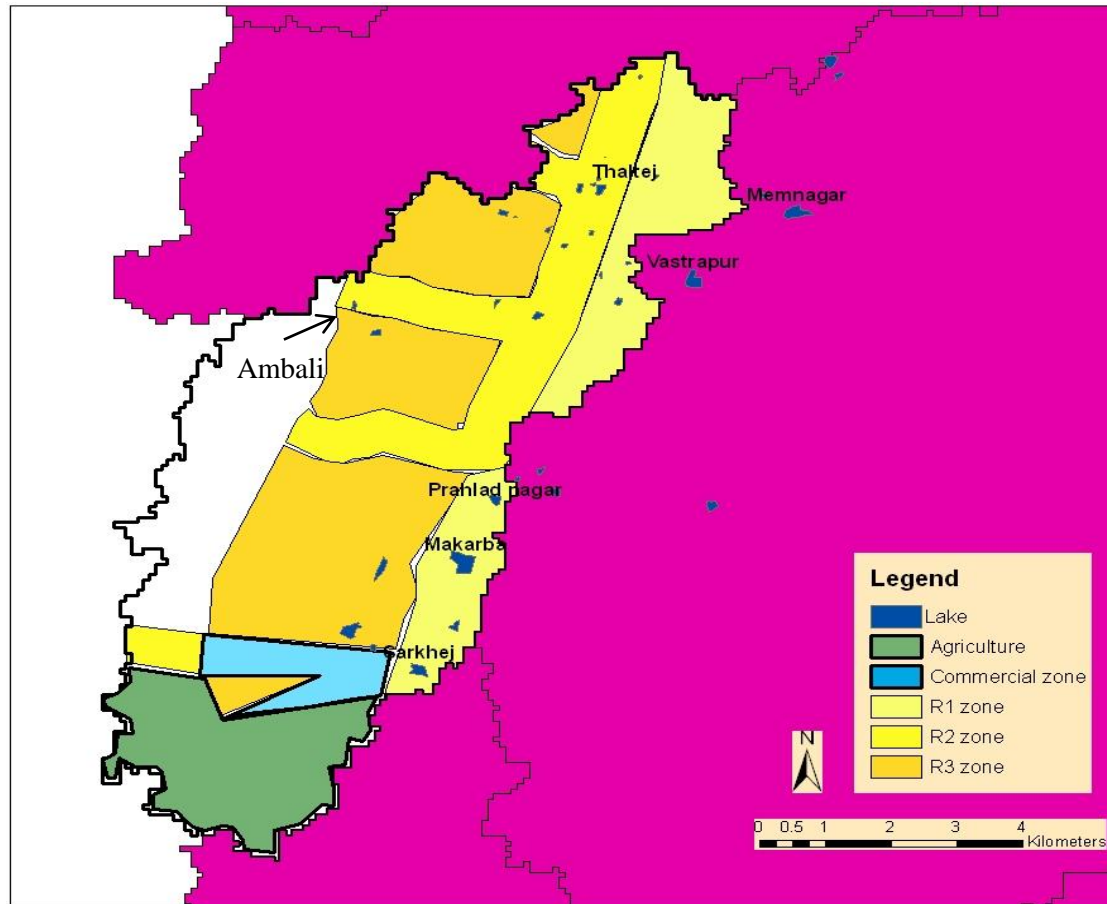 Thaltej
Memnagar
Vastrapur
Ambali
Prahlad nagar
Makarba
Sarkhej
Legend
Lake
Agriculture
Commercial zone
R1 zone
R2 zone
R3 zone
N
0 0.5 1 2 3 4
Kilometers